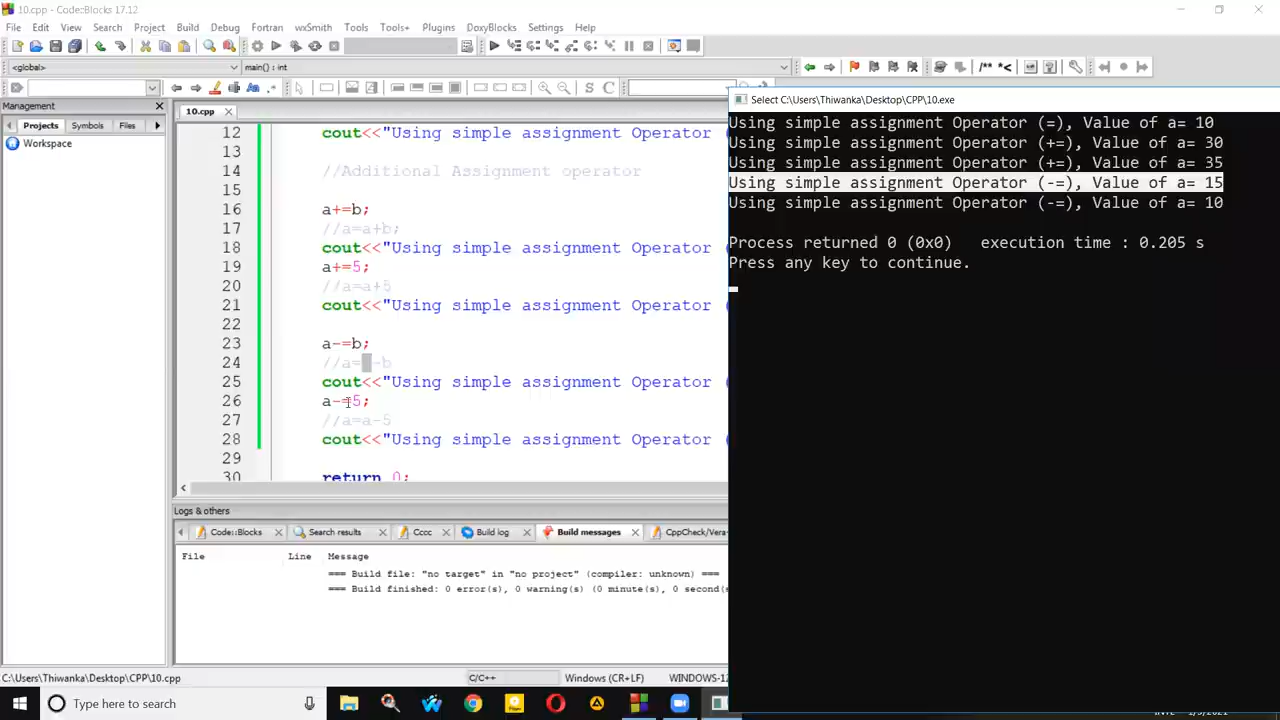 10.cpp - Code::Blocks 17.12
File Edit View Search Project Build Debug Fortran wxSmith Tools Tools+ Plugins DoxyBlocks Settings Help
<global> main() : int
Management
Projects Symbols Files
Workspace
10.cpp
12 cout<<"Using simple assignment Operator (
13
14 //Additional Assignment operator
15
16 a+=b;
17 //a=a+b;
18 cout<<"Using simple assignment Operator (
19 a+=5;
20 //a=a+5
21 cout<<"Using simple assignment Operator (
22
23 a-=b;
24 //a= -b
25 cout<<"Using simple assignment Operator (
26 a-=5;
27 //a=a-5
28 cout<<"Using simple assignment Operator (
29
30 return 0;
Select C:\Users\Thiwanka\Desktop\CPP\10.exe
Using simple assignment Operator (=), Value of a= 10
Using simple assignment Operator (+=), Value of a= 30
Using simple assignment Operator (+=), Value of a= 35
Using simple assignment Operator (-=), Value of a= 15
Using simple assignment Operator (-=), Value of a= 10
Process returned 0 (0x0) execution time : 0.205 s
Press any key to continue.
Logs & others
Code::Blocks Search results Cccc Build log Build messages CppCheck/Vera
File Line Message
=== Build file: "no target" in "no project" (compiler: unknown) ===
=== Build finished: 0 error(s), 0 warning(s) (0 minute(s), 0 second(s
C:\Users\Thiwanka\Desktop\CPP\10.cpp C/C++ Windows (CR+LF) WINDOWS-12
Type here to search